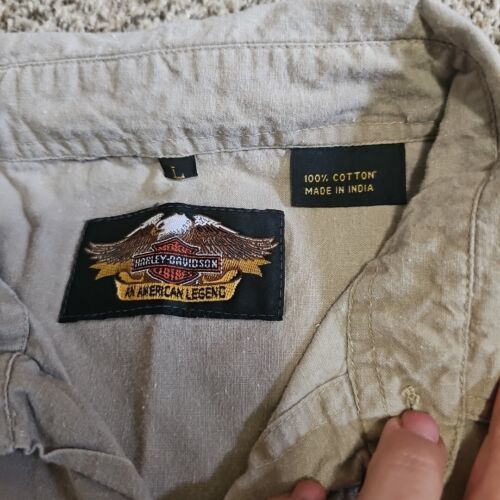 L
100% COTTON
MADE IN INDIA
HARLEY-DAVIDSON
AN AMERICAN LEGEND